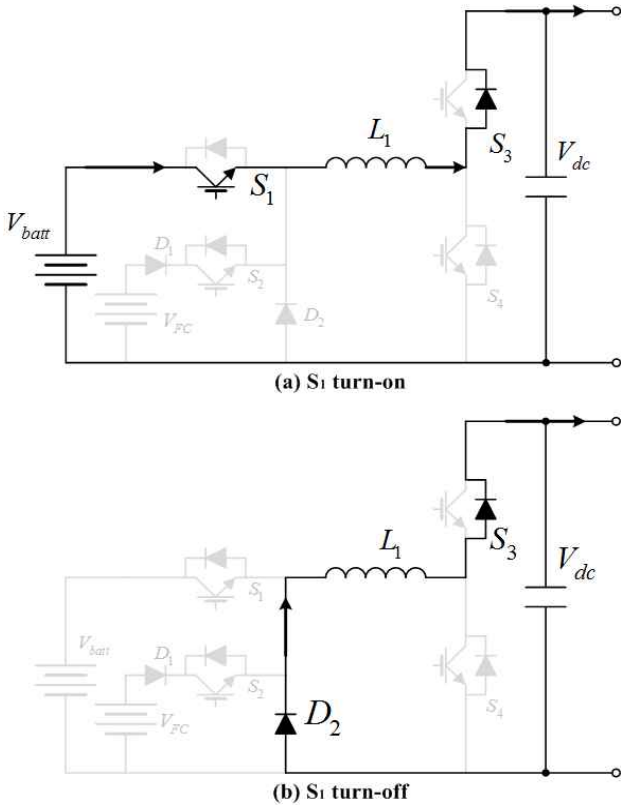 S3
L1
Vdc
S1
Vbatt
D1
S2
VFC
D2
S4
(a) S1 turn-on
S3
L1
Vdc
S1
Vbatt
D1
S2
VFC
D2
S4
(b) S1 turn-off